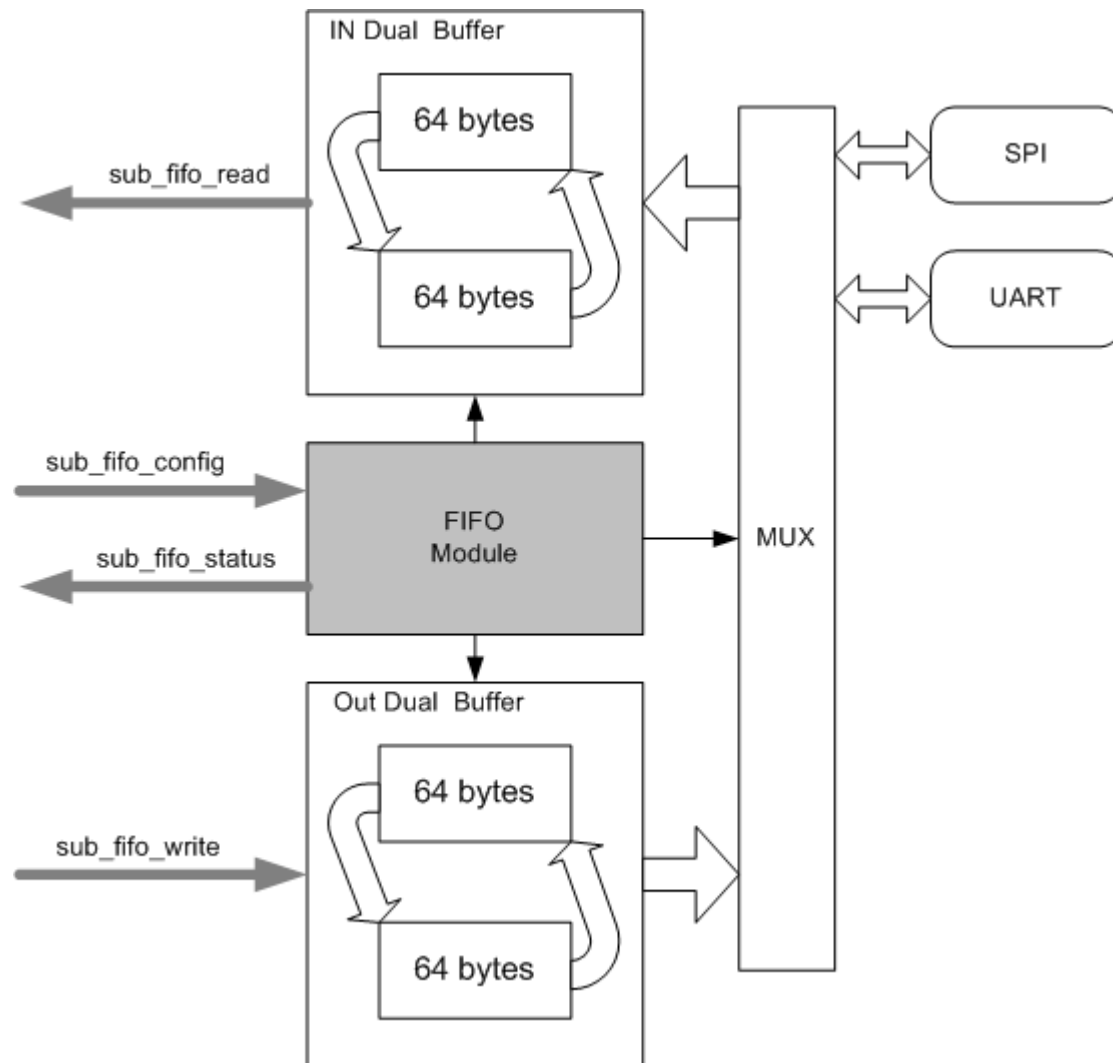 IN Dual Buffer
64 bytes
SPI
sub_fifo_read
64 bytes
UART
sub_fifo_config
FIFO
Module
MUX
sub_fifo_status
Out Dual Buffer
64 bytes
sub_fifo_write
64 bytes